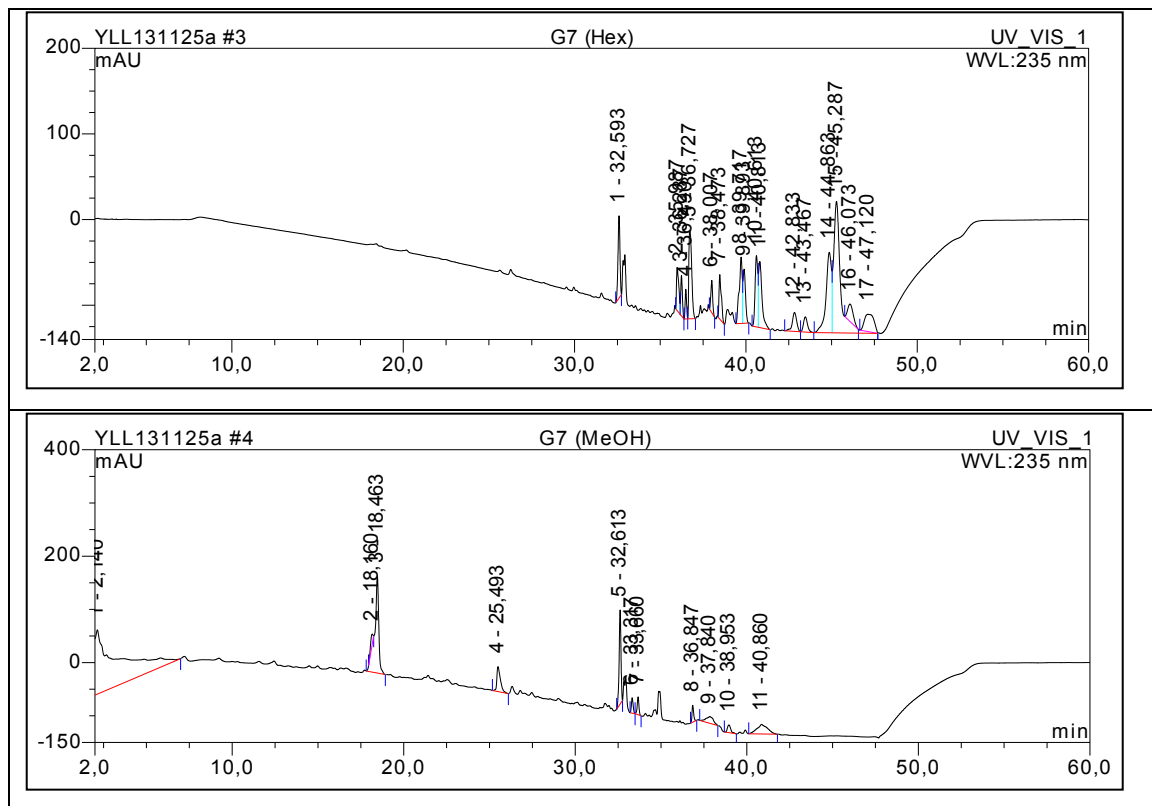 YLL131125a #3 G7 (Hex) UV_VIS_1
mAU WVL:235 nm
200
100
0
-140
1 - 32,593
36,727
6 - 38,007
7 - 38,473
12 - 42,833
13 - 43,467
14 - 44,863
15 - 45,287
16 - 46,073
17 - 47,120
min
2,0 10,0 20,0 30,0 40,0 50,0 60,0
YLL131125a #4 G7 (MeOH) UV_VIS_1
mAU WVL:235 nm
400
200
0
-150
1 - 2,140
2 - 18,160
18,463
4 - 25,493
5 - 32,613
7 - 33,660
8 - 36,847
9 - 37,840
10 - 38,953
11 - 40,860
min
2,0 10,0 20,0 30,0 40,0 50,0 60,0